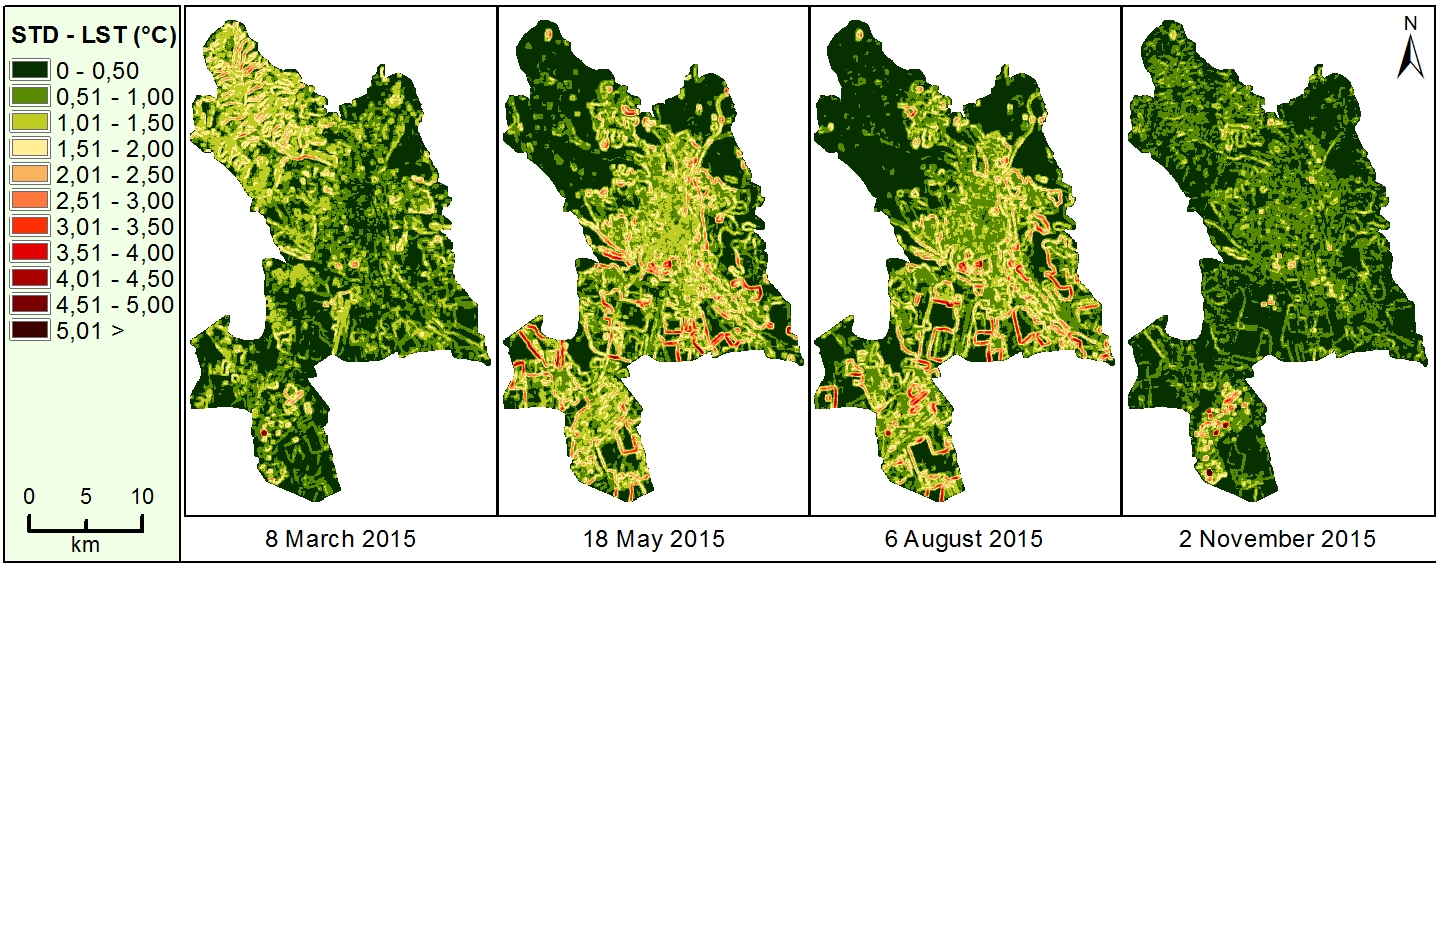 STD - LST (°C)
0 - 0,50
0,51 - 1,00
1,01 - 1,50
1,51 - 2,00
2,01 - 2,50
2,51 - 3,00
3,01 - 3,50
3,51 - 4,00
4,01 - 4,50
4,51 - 5,00
5,01 >
0 5 10
km
N
8 March 2015
18 May 2015
6 August 2015
2 November 2015